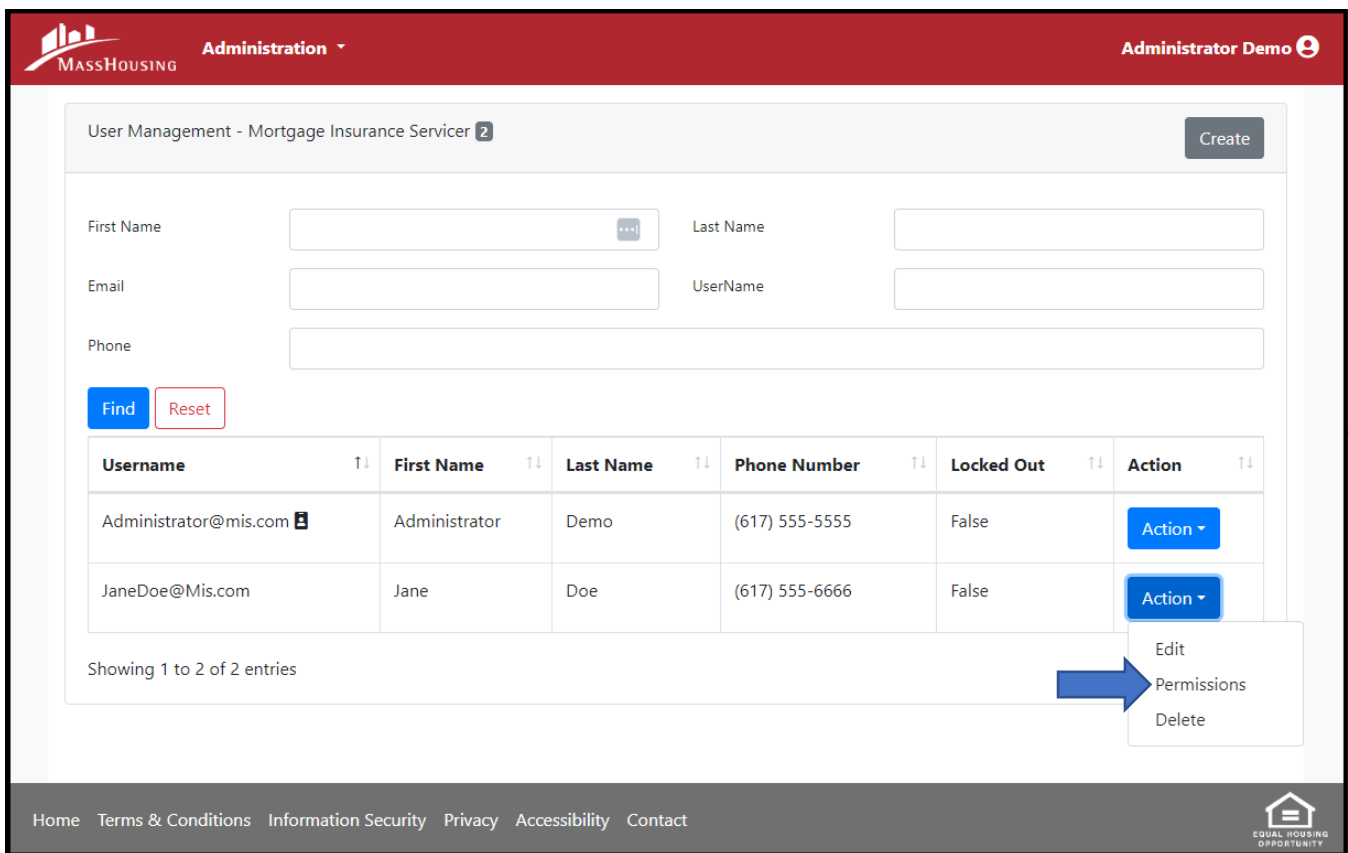 MASSHOUSING
Administration
Administrator Demo
User Management - Mortgage Insurance Servicer 2
Create
First Name
Last Name
Email
UserName
Phone
Find Reset
Username First Name Last Name Phone Number Locked Out Action
Administrator@mis.com Administrator Demo (617) 555-5555 False Action
JaneDoe@Mis.com Jane Doe (617) 555-6666 False Action
Edit
Showing 1 to 2 of 2 entries
Permissions
Delete
Home Terms & Conditions Information Security Privacy Accessibility Contact
EQUAL HOUSING
OPPORTUNITY